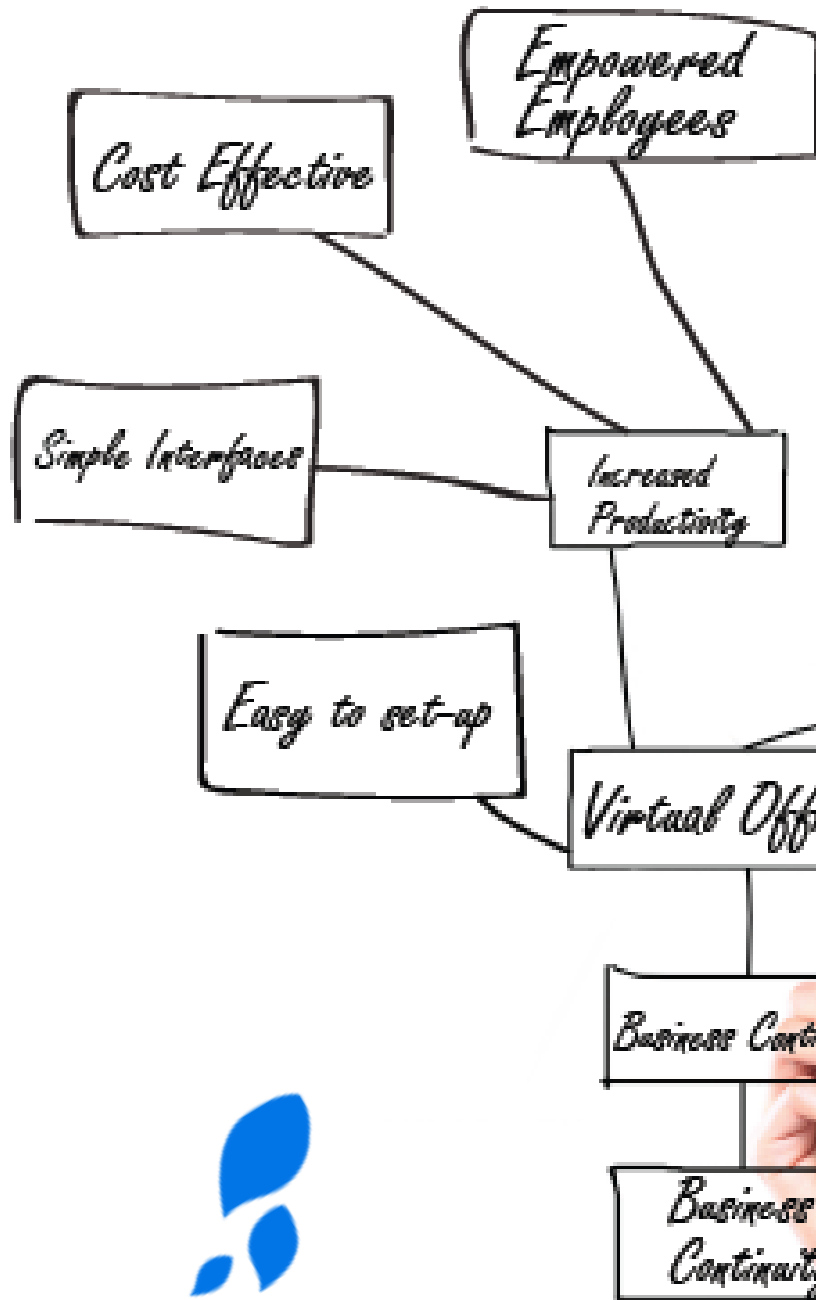 Empowered
Employees
Cost Effective
Simple Interfaces
Increased
Productivity
Easy to set-up
Virtual Off
Business Conti
Business
Continuity